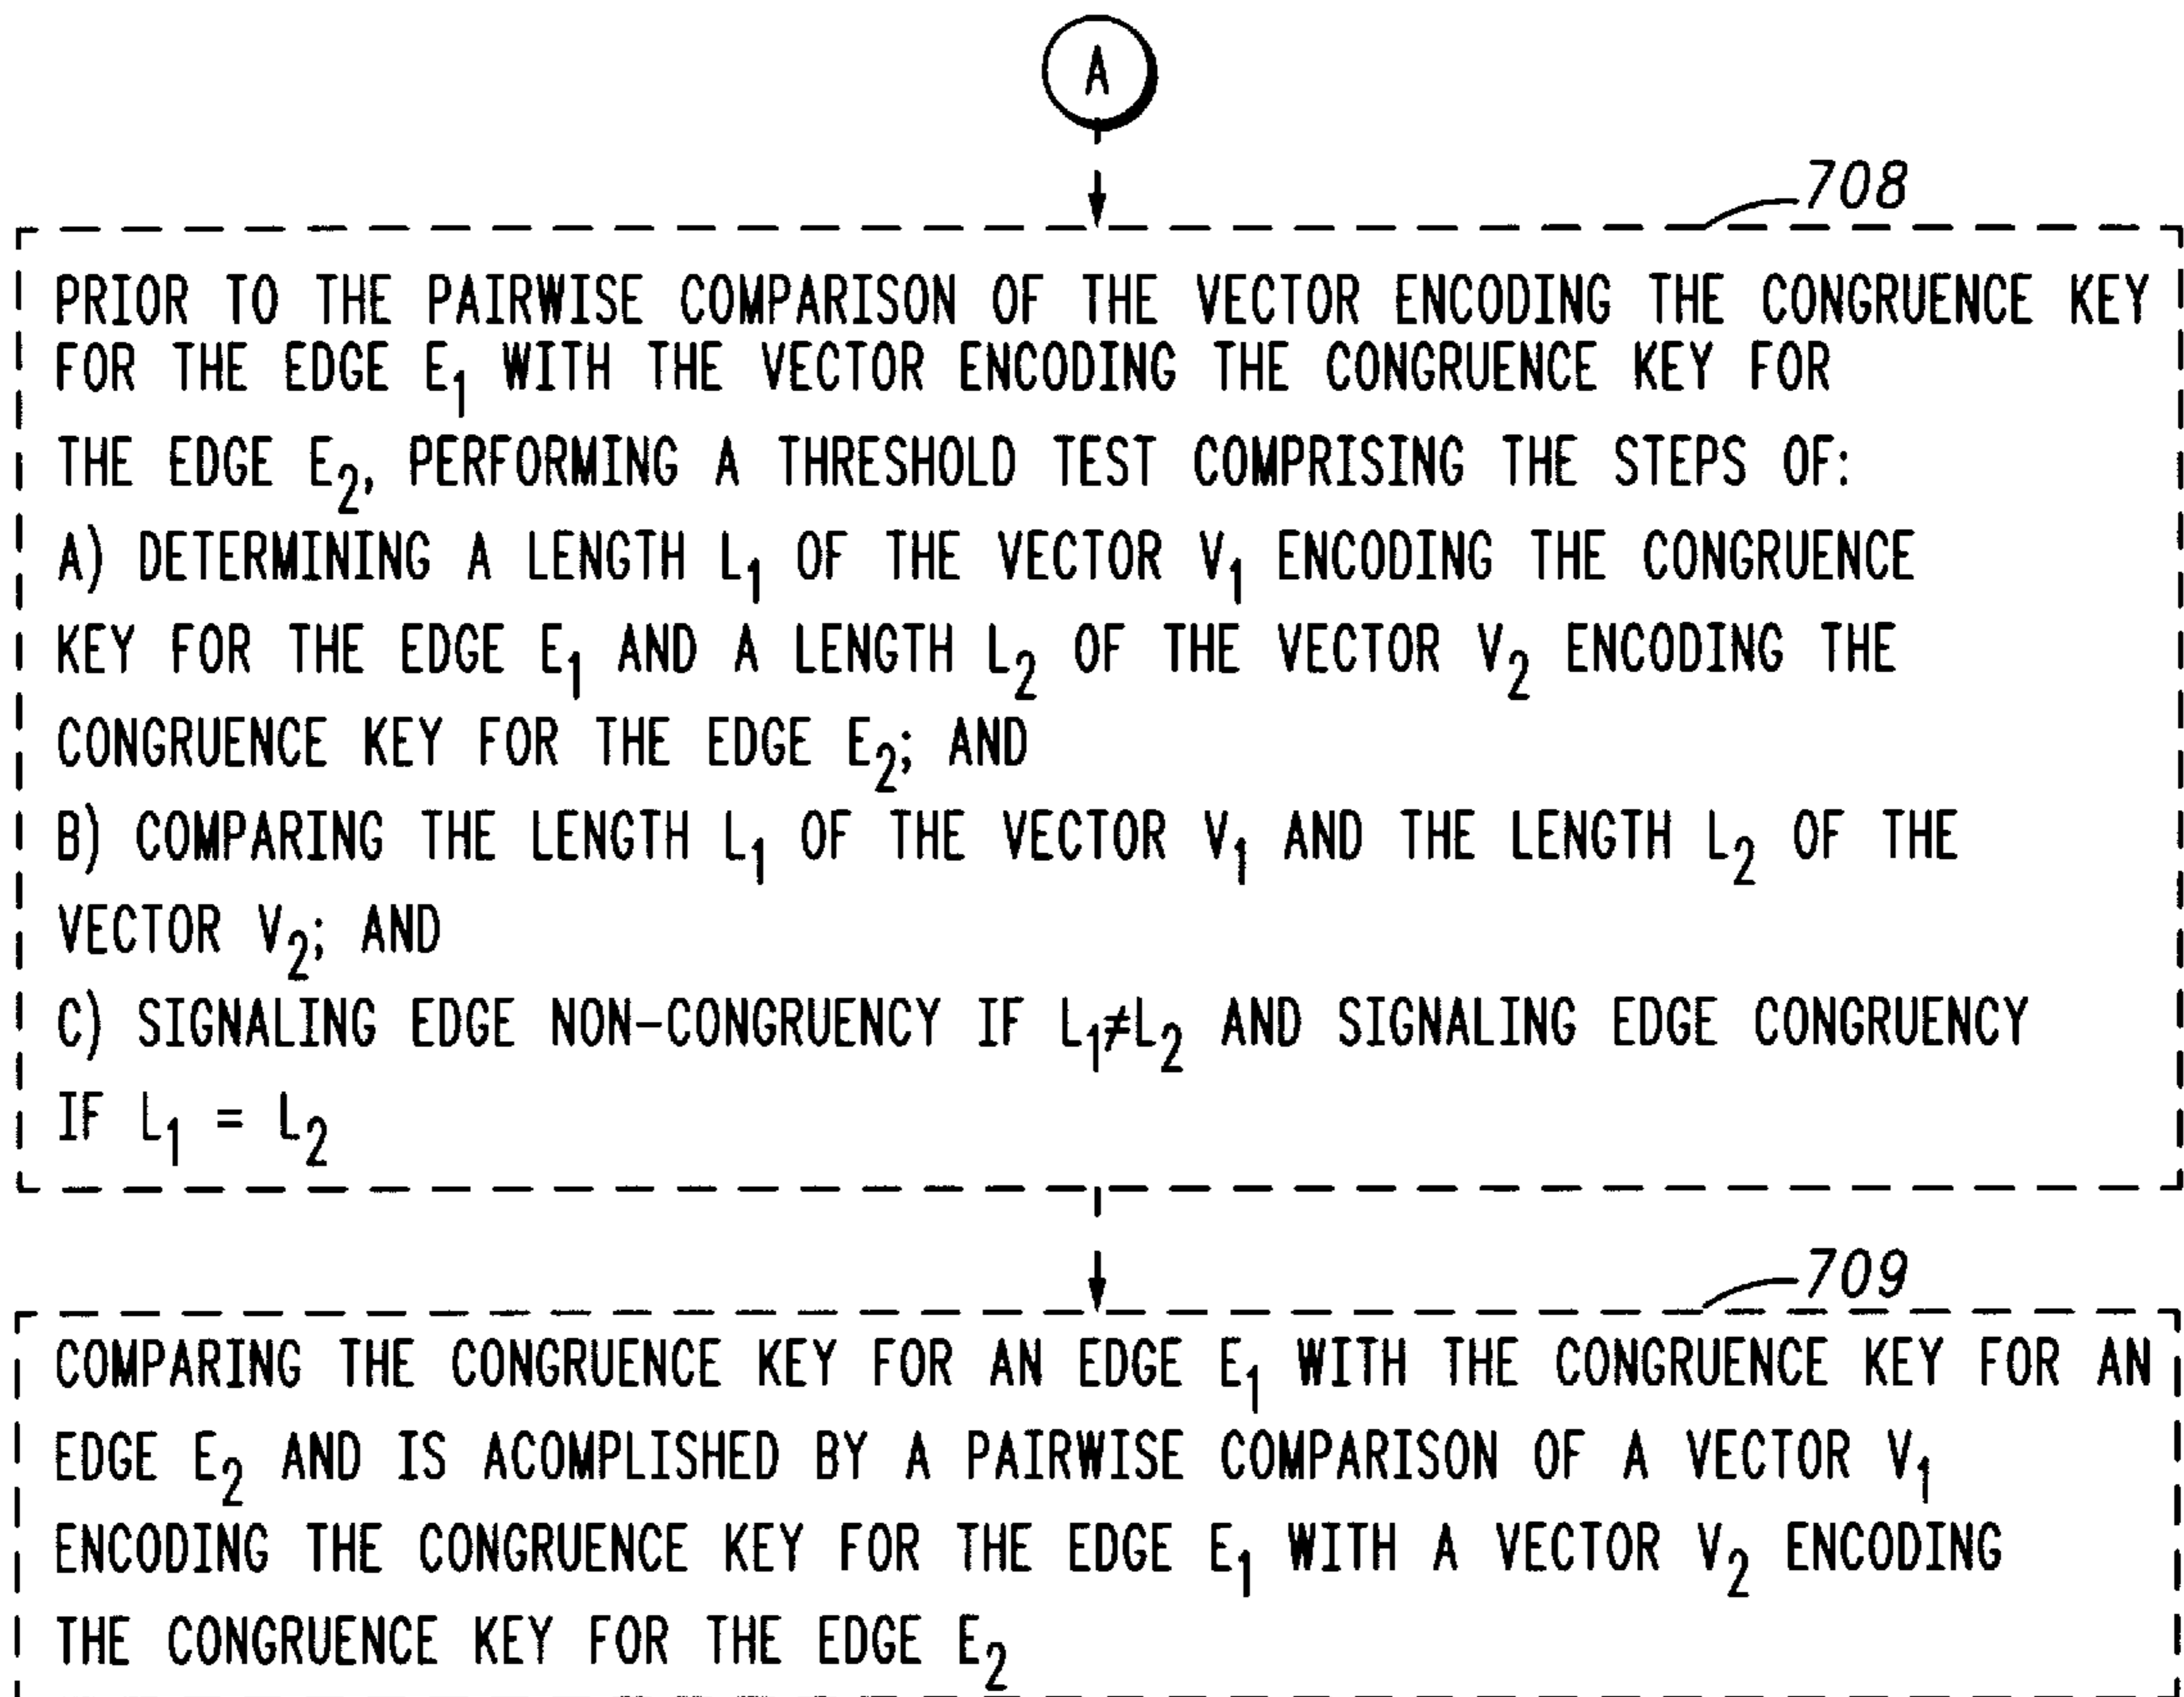 A
708
PRIOR TO THE PAIRWISE COMPARISON OF THE VECTOR ENCODING THE CONGRUENCE KEY
FOR THE EDGE E₁ WITH THE VECTOR ENCODING THE CONGRUENCE KEY FOR
THE EDGE E₂, PERFORMING A THRESHOLD TEST COMPRISING THE STEPS OF:
A) DETERMINING A LENGTH L₁ OF THE VECTOR V₁ ENCODING THE CONGRUENCE
KEY FOR THE EDGE E₁ AND A LENGTH L₂ OF THE VECTOR V₂ ENCODING THE
CONGRUENCE KEY FOR THE EDGE E₂; AND
B) COMPARING THE LENGTH L₁ OF THE VECTOR V₁ AND THE LENGTH L₂ OF THE
VECTOR V₂; AND
C) SIGNALING EDGE NON-CONGRUENCY IF L₁≠L₂ AND SIGNALING EDGE CONGRUENCY
IF L₁ = L₂
709
COMPARING THE CONGRUENCE KEY FOR AN EDGE E₁ WITH THE CONGRUENCE KEY FOR AN
EDGE E₂ AND IS ACOMPLISHED BY A PAIRWISE COMPARISON OF A VECTOR V₁
ENCODING THE CONGRUENCE KEY FOR THE EDGE E₁ WITH A VECTOR V₂ ENCODING
THE CONGRUENCE KEY FOR THE EDGE E₂